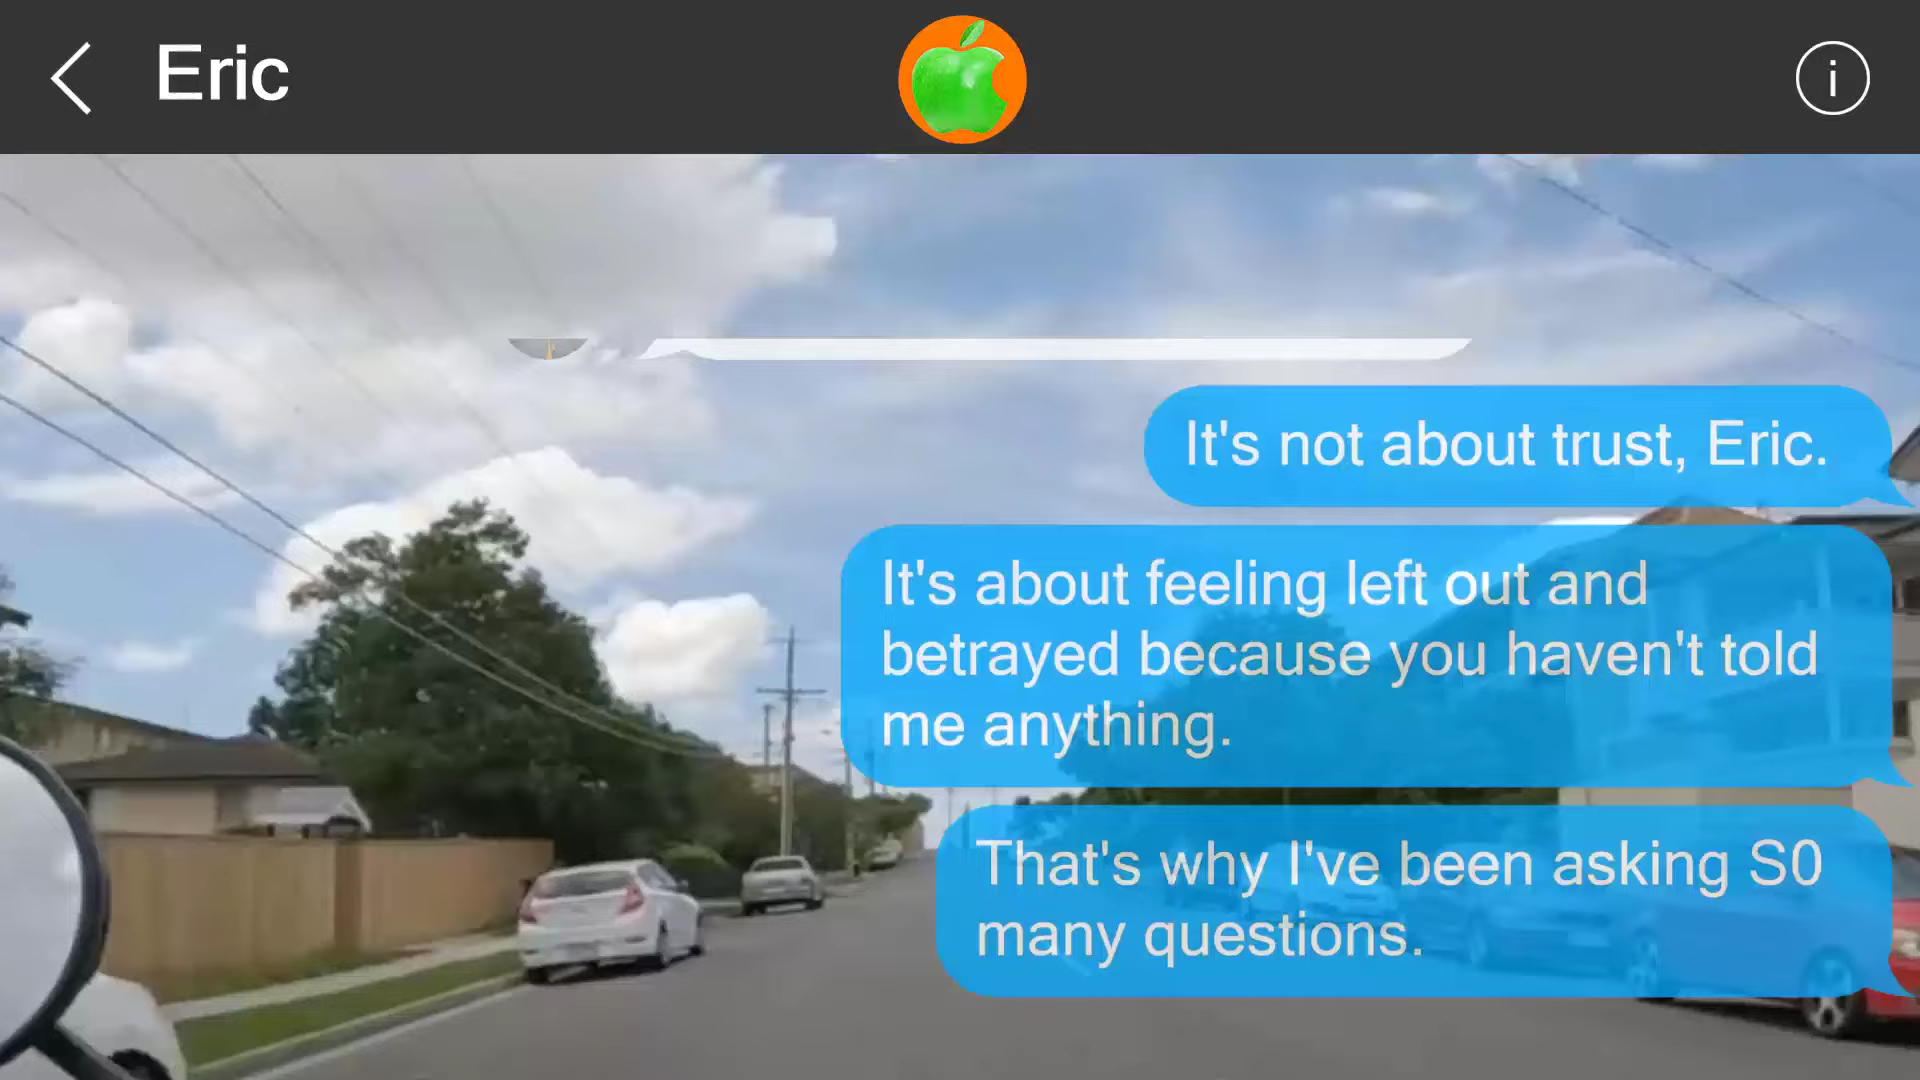 Eric
i
It's not about trust, Eric.
It's about feeling left out and
betrayed because you haven't told
me anything.
That's why I've been asking S0
many questions.